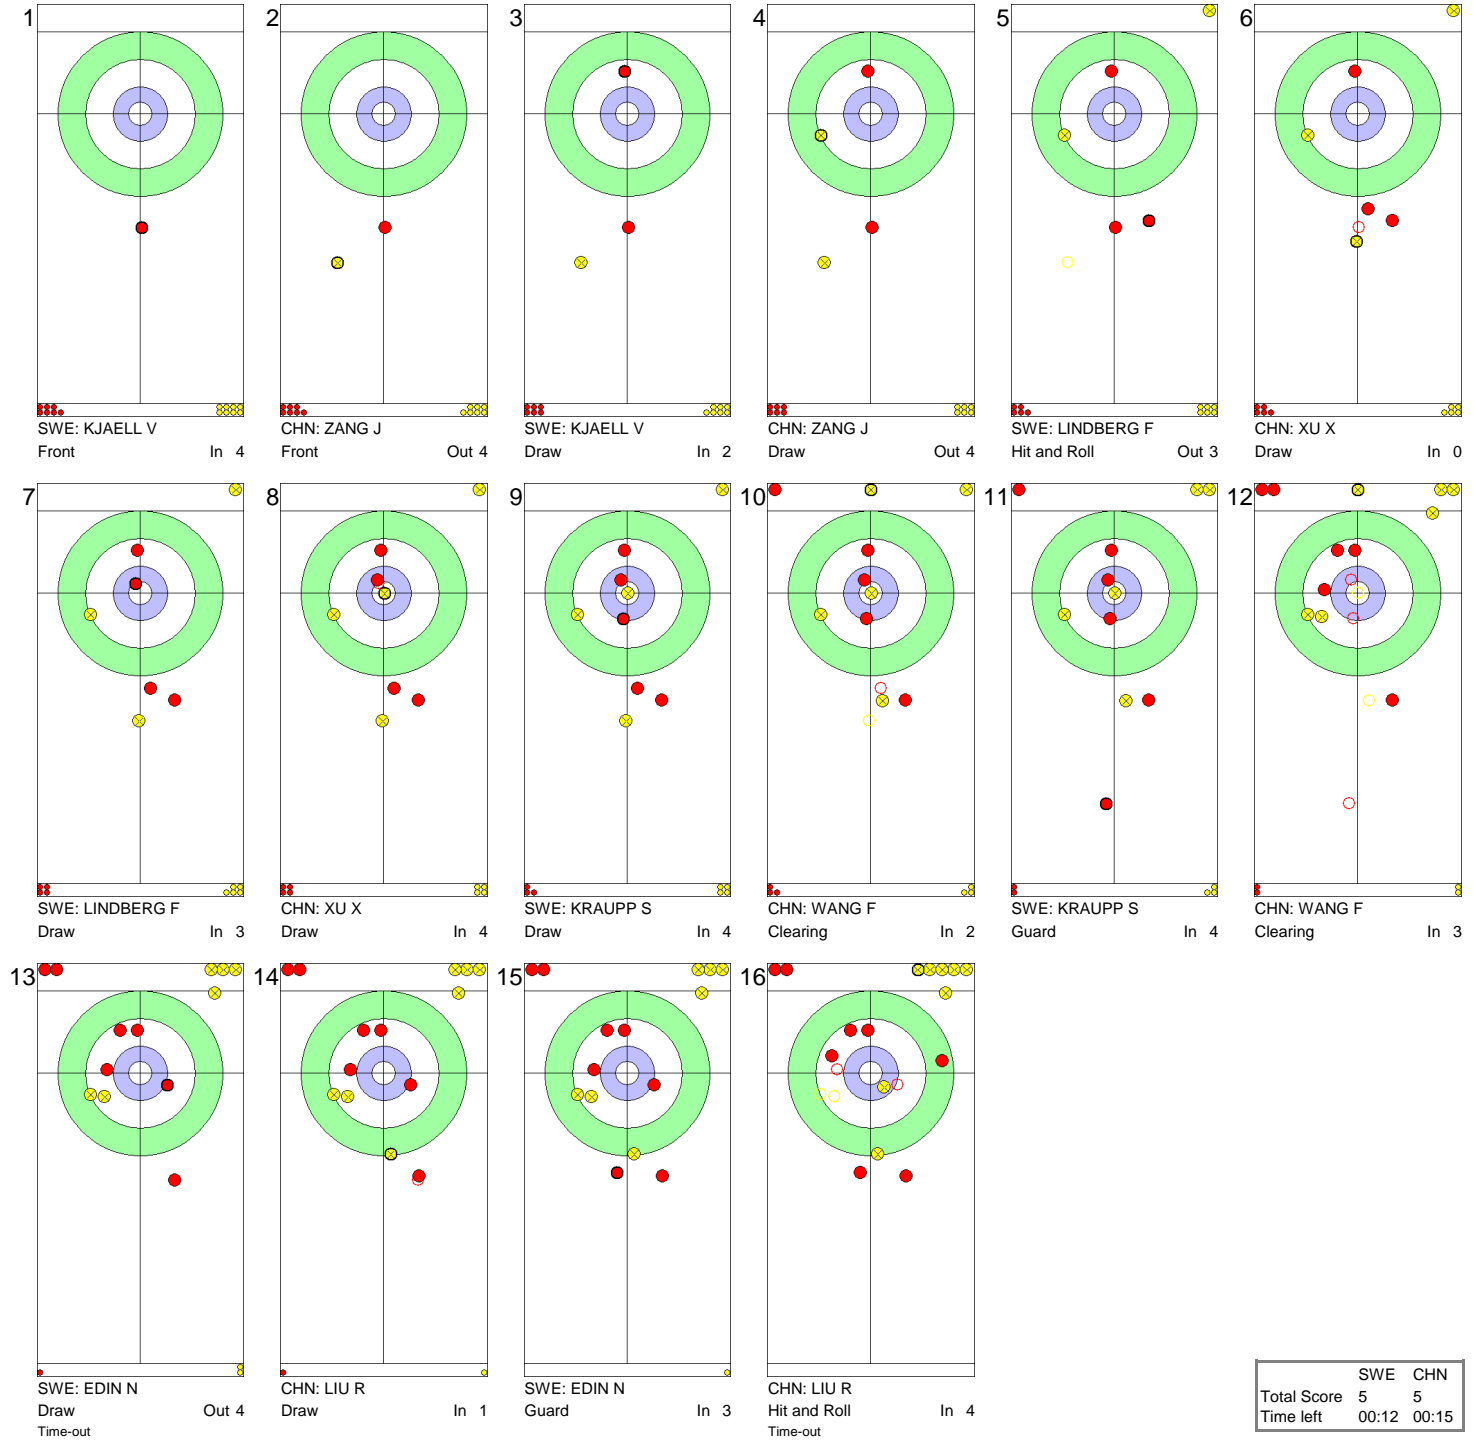 1 2 3 4 5 6
SWE: KJAELL V CHN: ZANG J SWE: KJAELL V CHN: ZANG J SWE: LINDBERG F CHN: XU X
Front In 4 Front Out 4 Draw In 2 Draw Out 4 Hit and Roll Out 3 Draw In 0
7 8 9 10 11 12
SWE: LINDBERG F CHN: XU X SWE: KRAUPP S CHN: WANG F SWE: KRAUPP S CHN: WANG F
Draw In 3 Draw In 4 Draw In 4 Clearing In 2 Guard In 4 Clearing In 3
13 14 15 16
SWE: EDIN N CHN: LIU R SWE: EDIN N CHN: LIU R
Draw Out 4 Draw In 1 Guard In 3 Hit and Roll In 4
Time-out Time-out
SWE CHN
Total Score 5 5
Time left 00:12 00:15